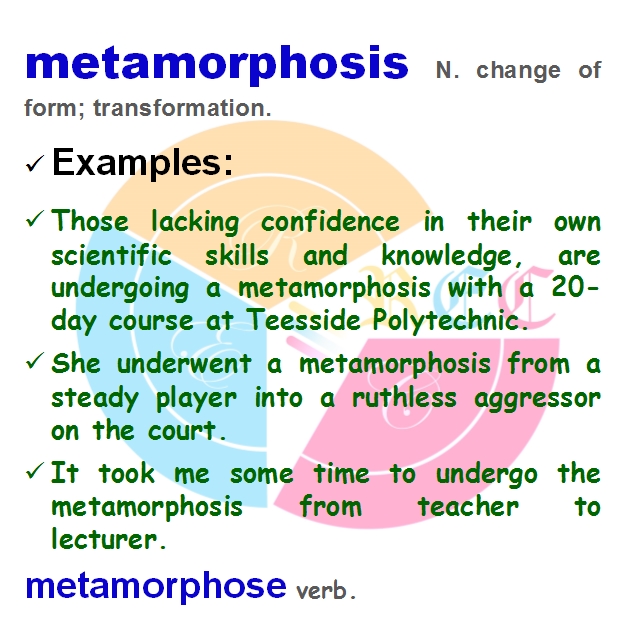 metamorphosis N. change of
form; transformation.
✓ Examples:
✓ Those lacking confidence in their own
scientific skills and knowledge, are
undergoing a metamorphosis with a 20-
day course at Teesside Polytechnic.
✓ She underwent a metamorphosis from a
steady player into a ruthless aggressor
on the court.
✓ It took me some time to undergo the
metamorphosis from teacher to
lecturer.
metamorphose verb.